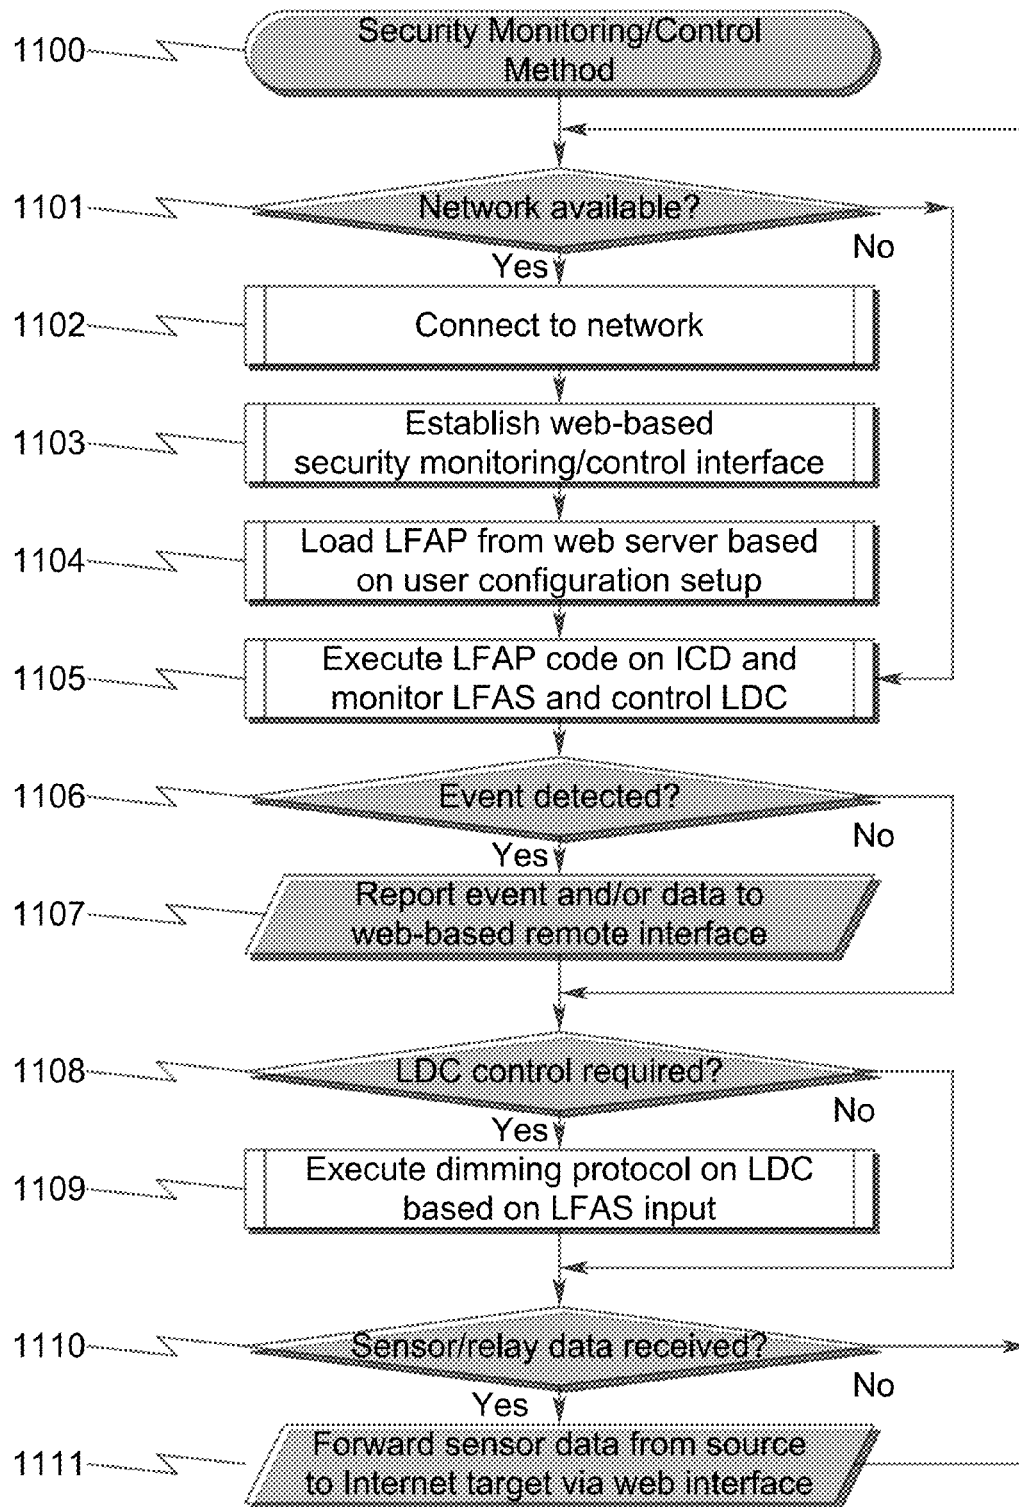 1100
Security Monitoring/Control
Method
1101
Network available?
No
Yes
1102
Connect to network
1103
Establish web-based
security monitoring/control interface
1104
Load LFAP from web server based
on user configuration setup
1105
Execute LFAP code on ICD and
monitor LFAS and control LDC
1106
Event detected?
No
Yes
1107
Report event and/or data to
web-based remote interface
1108
LDC control required?
No
Yes
1109
Execute dimming protocol on LDC
based on LFAS input
1110
Sensor/relay data received?
No
Yes
1111
Forward sensor data from source
to Internet target via web interface